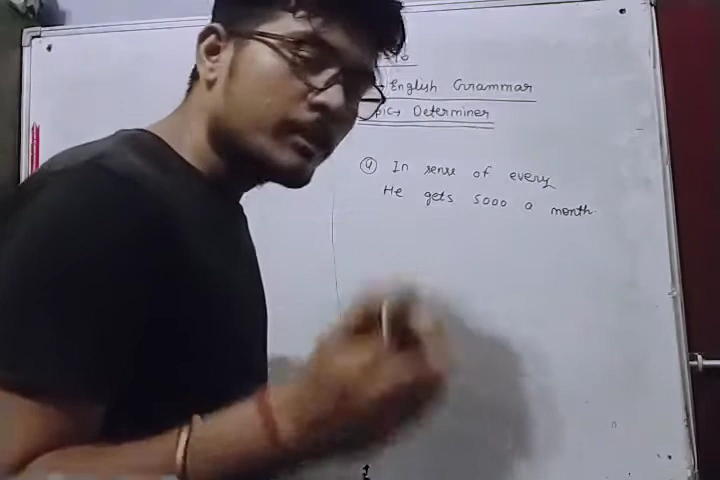 English Grammar
Determiner
④ In sense of every
He gets 5000 a month.